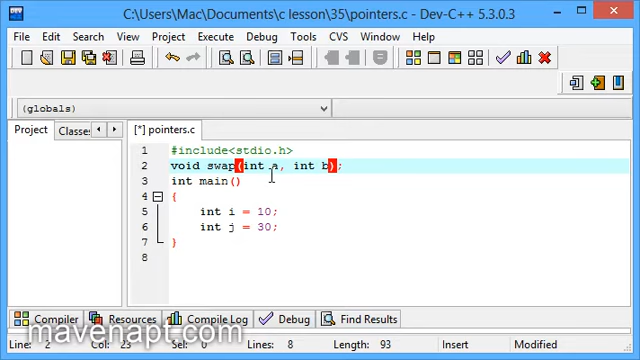 C:\Users\Mac\Documents\c lesson\35\pointers.c - Dev-C++ 5.3.0.3
File Edit Search View Project Execute Debug Tools CVS Window Help
(globals)
Project Classes [*] pointers.c
1 #include<stdio.h>
2 void swap(int a, int b);
3 int main()
4 {
5 int i = 10;
6 int j = 30;
7 }
8
Compiler Resources Compile Log Debug Find Results
mavenapt.com
Line: 2 Col: 23 Sel: 0 Lines: 8 Length: 93 Insert Modified